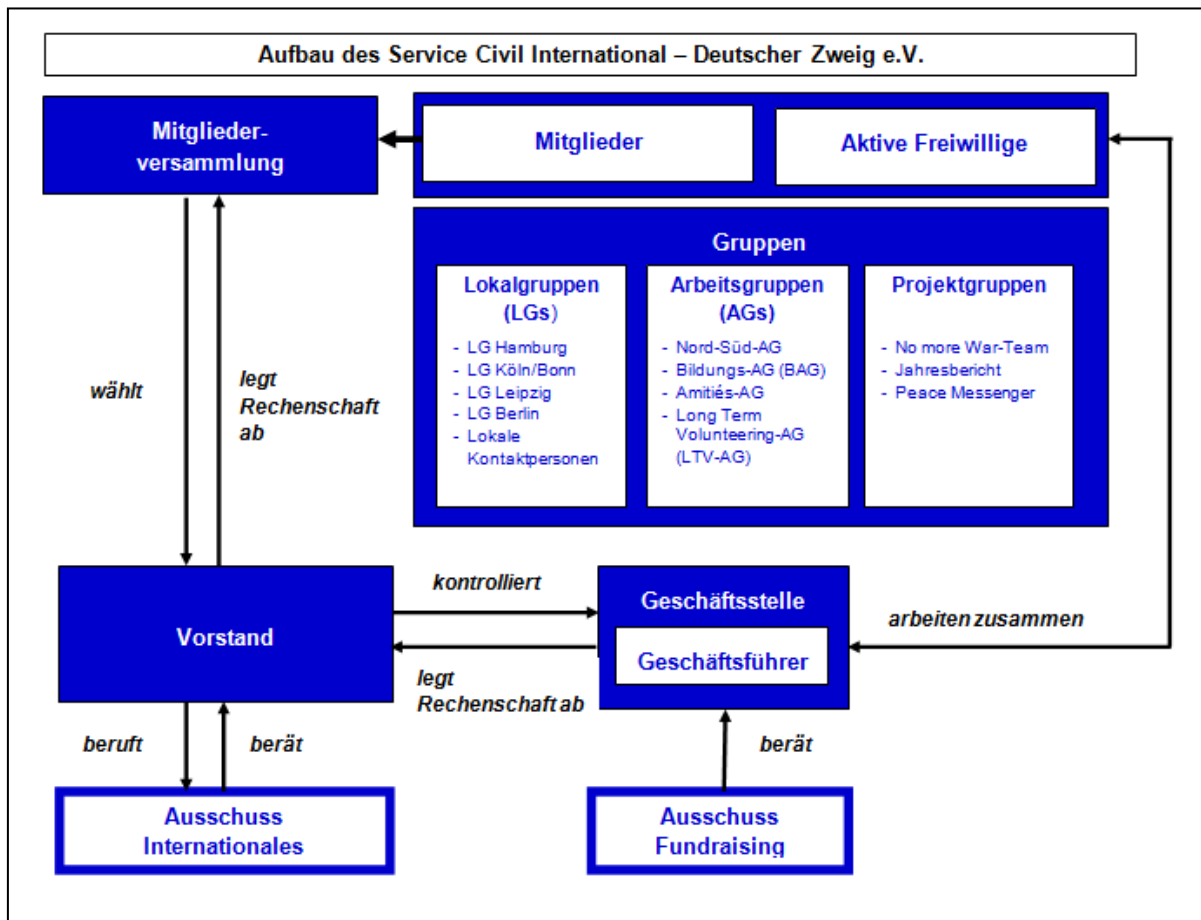 Aufbau des Service Civil International – Deutscher Zweig e.V.
Mitglieder-
versammlung
Mitglieder
Aktive Freiwillige
Gruppen
Lokalgruppen
(LGs)
- LG Hamburg
- LG Köln/Bonn
- LG Leipzig
- LG Berlin
- Lokale
Kontaktpersonen
Arbeitsgruppen
(AGs)
- Nord-Süd-AG
- Bildungs-AG (BAG)
- Amitiés-AG
- Long Term
Volunteering-AG
(LTV-AG)
Projektgruppen
- No more War-Team
- Jahresbericht
- Peace Messenger
wählt
legt
Rechenschaft
ab
Vorstand
kontrolliert
legt
Rechenschaft ab
Geschäftsstelle
Geschäftsführer
arbeiten zusammen
beruft
berät
berät
Ausschuss
Internationales
Ausschuss
Fundraising